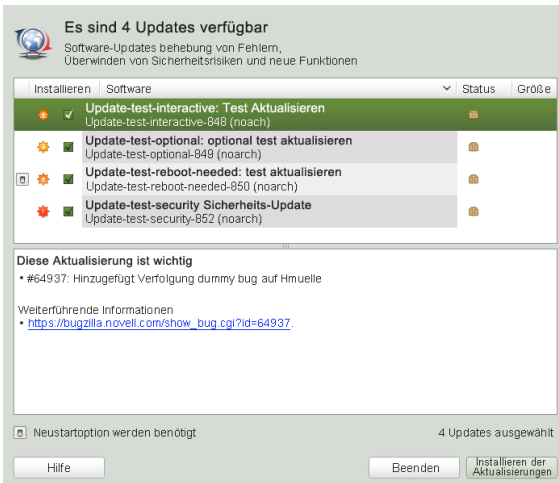 Es sind 4 Updates verfügbar
Software-Updates behebung von Fehlern,
Überwinden von Sicherheitsrisiken und neue Funktionen
Installieren Software Status Größe
Update-test-interactive: Test Aktualisieren
Update-test-interactive-848 (noach)
Update-test-optional: optional test aktualisieren
Update-test-optional-849 (noarch)
Update-test-reboot-needed: test aktualisieren
Update-test-reboot-needed-850 (noarch)
Update-test-security Sicherheits-Update
Update-test-security-852 (noarch)
Diese Aktualisierung ist wichtig
• #64937: Hinzugefügt Verfolgung dummy bug auf Hmuelle
Weiterführende Informationen
• https://bugzilla.novell.com/show_bug.cgi?id=64937.
Neustartoption werden benötigt 4 Updates ausgewählt
Hilfe Beenden Installieren der
Aktualisierungen